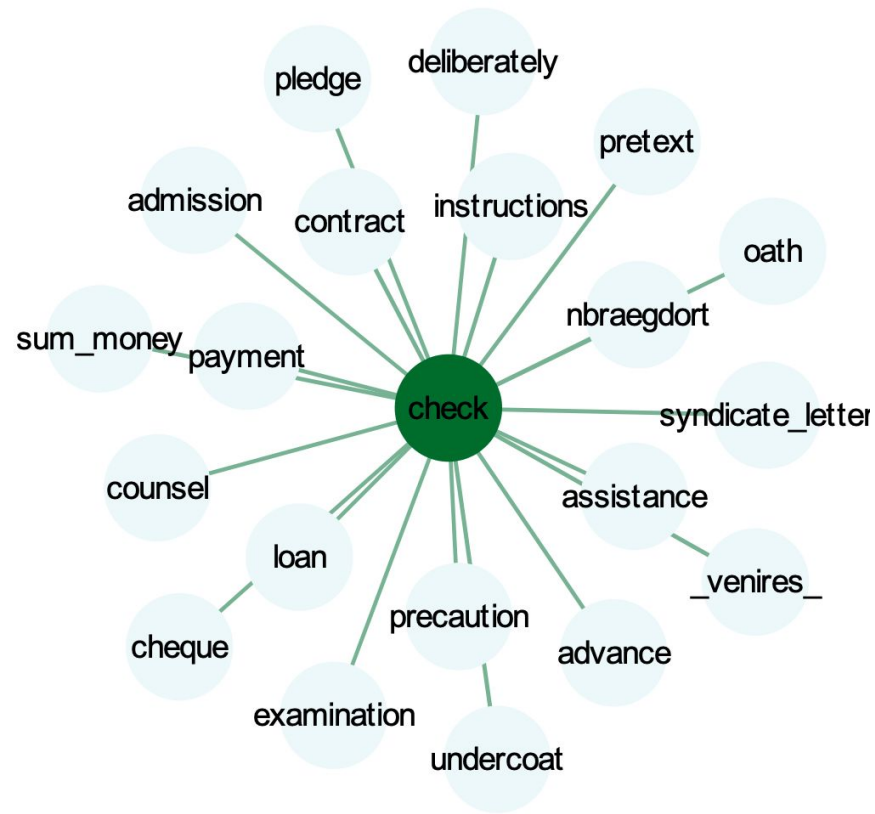 deliberately
pledge
pretext
admission
instructions
contract
oath
nbraegdort
sum_money
payment
check
syndicate_letter
counsel
assistance
loan
_venires_
precaution
cheque
advance
examination
undercoat